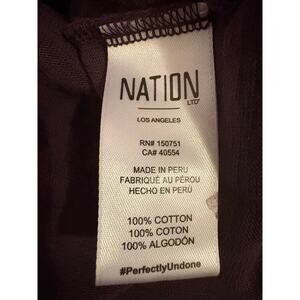 NATION
LTD
LOS ANGELES
RN# 150751
CA# 40554
MADE IN PERU
FABRIQUÉ AU PÉROU
HECHO EN PERÚ
100% COTTON
100% COTON
100% ALGODÓN
#PerfectlyUndone